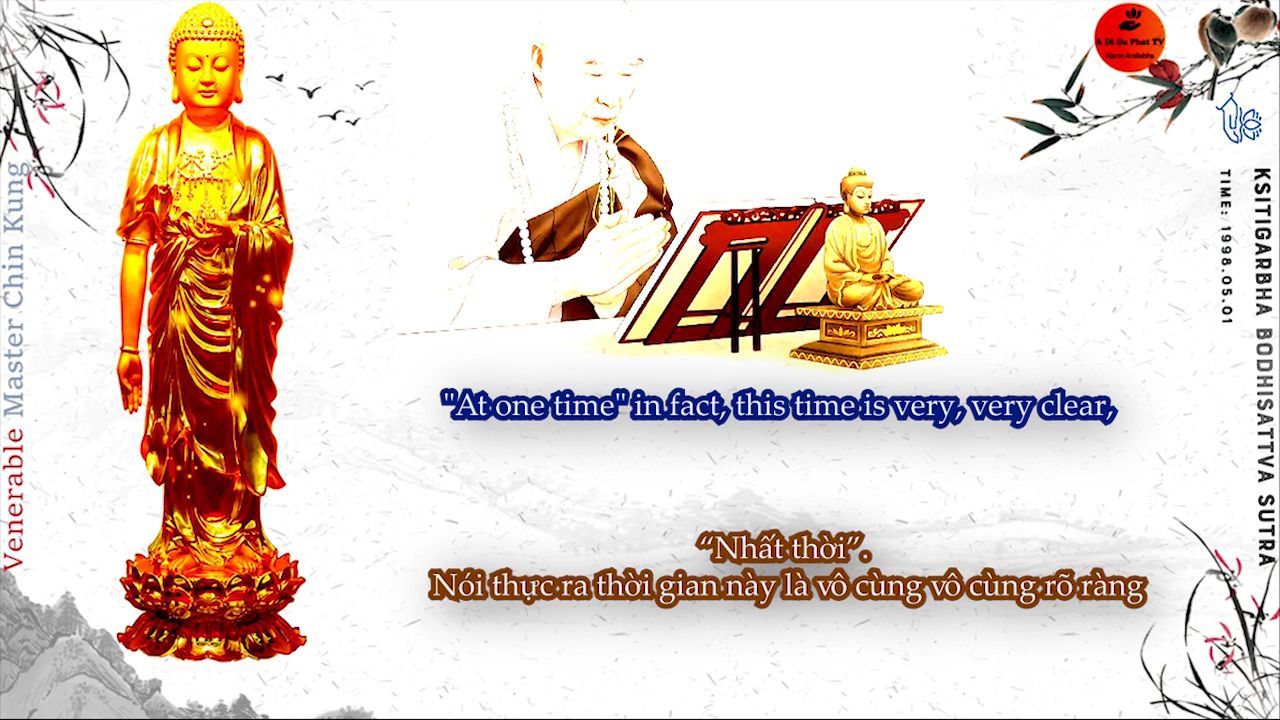 Venerable Master Chin Kung
A Di Da Phat TV
Namo Amitabha
KSITIGARBHA BODHISATTVA SUTRA
TIME: 1998.05.01
"At one time" in fact, this time is very, very clear,
“Nhất thời”.
Nói thực ra thời gian này là vô cùng vô cùng rõ ràng